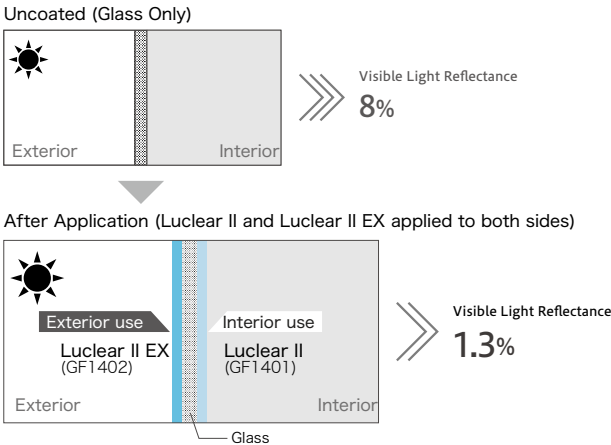 Uncoated (Glass Only)
Visible Light Reflectance
8%
Exterior
Interior
After Application (Luclear II and Luclear II EX applied to both sides)
Exterior use
Interior use
Luclear II EX
(GF1402)
Luclear II
(GF1401)
Visible Light Reflectance
1.3%
Exterior
Interior
Glass